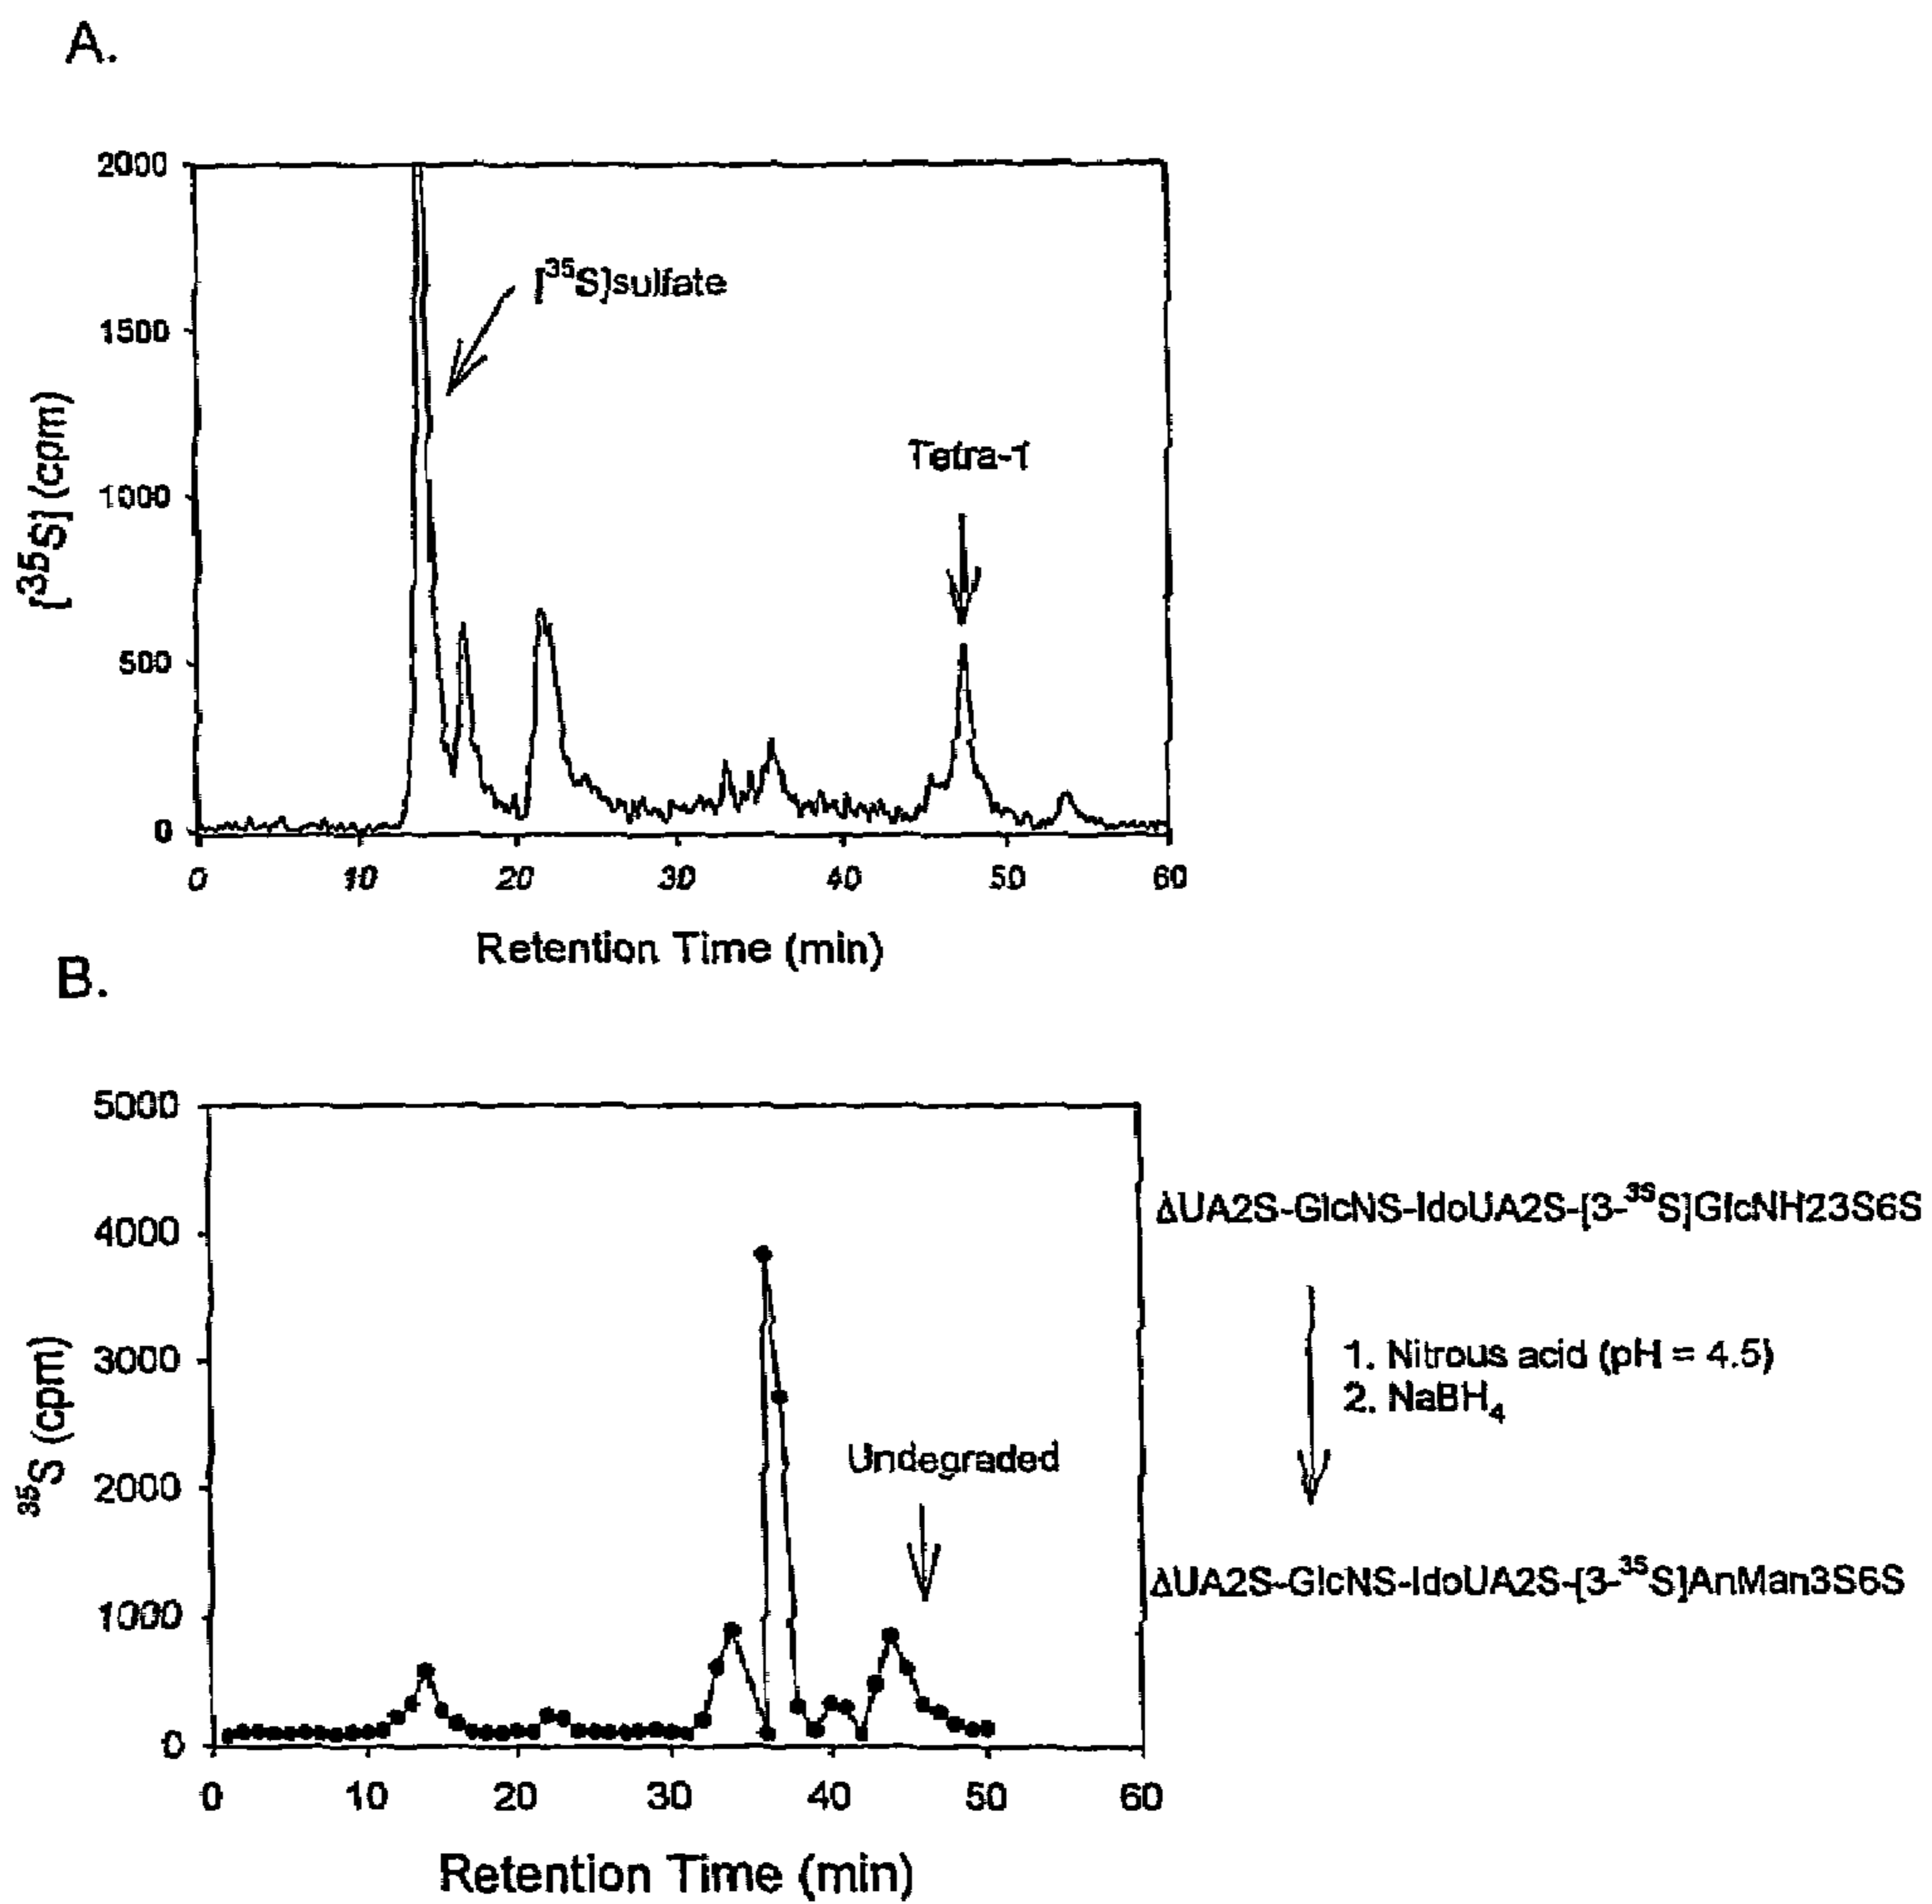 A.
2000
1500
1000
500
0
[³⁵S] (cpm)
[³⁵S]sulfate
Tetra-1
0 10 20 30 40 50 60
Retention Time (min)
B.
5000
4000
3000
2000
1000
0
³⁵S (cpm)
Undegraded
0 10 20 30 40 50 60
Retention Time (min)
ΔUA2S-GlcNS-IdoUA2S-[3-³⁵S]GlcNH23S6S
1. Nitrous acid (pH = 4.5)
2. NaBH₄
ΔUA2S-GlcNS-IdoUA2S-[3-³⁵S]AnMan3S6S